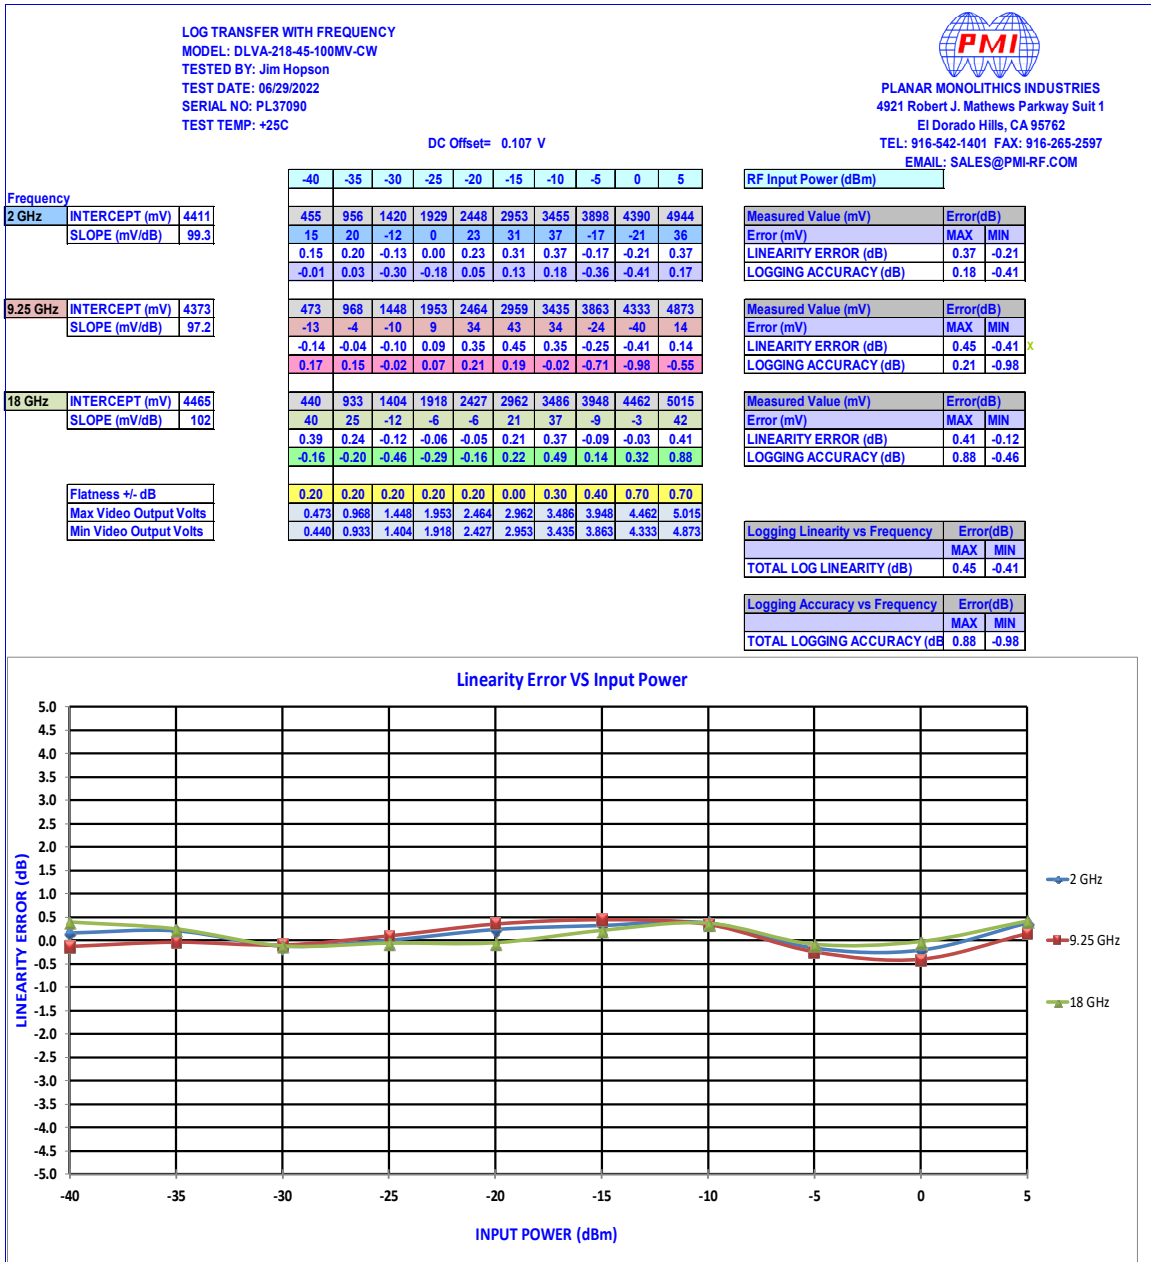 LOG TRANSFER WITH FREQUENCY
MODEL: DLVA-218-45-100MV-CW
TESTED BY: Jim Hopson
TEST DATE: 06/29/2022
SERIAL NO: PL37090
TEST TEMP: +25C
PMI
PLANAR MONOLITHICS INDUSTRIES
4921 Robert J. Mathews Parkway Suit 1
El Dorado Hills, CA 95762
TEL: 916-542-1401 FAX: 916-265-2597
EMAIL: SALES@PMI-RF.COM
DC Offset= 0.107 V
-40 -35 -30 -25 -20 -15 -10 -5 0 5 RF Input Power (dBm)
Frequency
2 GHz INTERCEPT (mV) 4411 455 956 1420 1929 2448 2953 3455 3898 4390 4944 Measured Value (mV) Error(dB)
SLOPE (mV/dB) 99.3 15 20 -12 0 23 31 37 -17 -21 36 Error (mV) MAX MIN
0.15 0.20 -0.13 0.00 0.23 0.31 0.37 -0.17 -0.21 0.37 LINEARITY ERROR (dB) 0.37 -0.21
-0.01 0.03 -0.30 -0.18 0.05 0.13 0.18 -0.36 -0.41 0.17 LOGGING ACCURACY (dB) 0.18 -0.41
9.25 GHz INTERCEPT (mV) 4373 473 968 1448 1953 2464 2959 3435 3863 4333 4873 Measured Value (mV) Error(dB)
SLOPE (mV/dB) 97.2 -13 -4 -10 9 34 43 34 -24 -40 14 Error (mV) MAX MIN
-0.14 -0.04 -0.10 0.09 0.35 0.45 0.35 -0.25 -0.41 0.14 LINEARITY ERROR (dB) 0.45 -0.41 X
0.17 0.15 -0.02 0.07 0.21 0.19 -0.02 -0.71 -0.98 -0.55 LOGGING ACCURACY (dB) 0.21 -0.98
18 GHz INTERCEPT (mV) 4465 440 933 1404 1918 2427 2962 3486 3948 4462 5015 Measured Value (mV) Error(dB)
SLOPE (mV/dB) 102 40 25 -12 -6 -6 21 37 -9 -3 42 Error (mV) MAX MIN
0.39 0.24 -0.12 -0.06 -0.05 0.21 0.37 -0.09 -0.03 0.41 LINEARITY ERROR (dB) 0.41 -0.12
-0.16 -0.20 -0.46 -0.29 -0.16 0.22 0.49 0.14 0.32 0.88 LOGGING ACCURACY (dB) 0.88 -0.46
Flatness +/- dB 0.20 0.20 0.20 0.20 0.20 0.00 0.30 0.40 0.70 0.70
Max Video Output Volts 0.473 0.968 1.448 1.953 2.464 2.962 3.486 3.948 4.462 5.015
Min Video Output Volts 0.440 0.933 1.404 1.918 2.427 2.953 3.435 3.863 4.333 4.873
Logging Linearity vs Frequency Error(dB)
MAX MIN
TOTAL LOG LINEARITY (dB) 0.45 -0.41
Logging Accuracy vs Frequency Error(dB)
MAX MIN
TOTAL LOGGING ACCURACY (dB 0.88 -0.98
Linearity Error VS Input Power
5.0
4.5
4.0
3.5
3.0
2.5
2.0
1.5
1.0
0.5
0.0
-0.5
-1.0
-1.5
-2.0
-2.5
-3.0
-3.5
-4.0
-4.5
-5.0
LINEARITY ERROR (dB)
2 GHz
9.25 GHz
18 GHz
-40 -35 -30 -25 -20 -15 -10 -5 0 5
INPUT POWER (dBm)